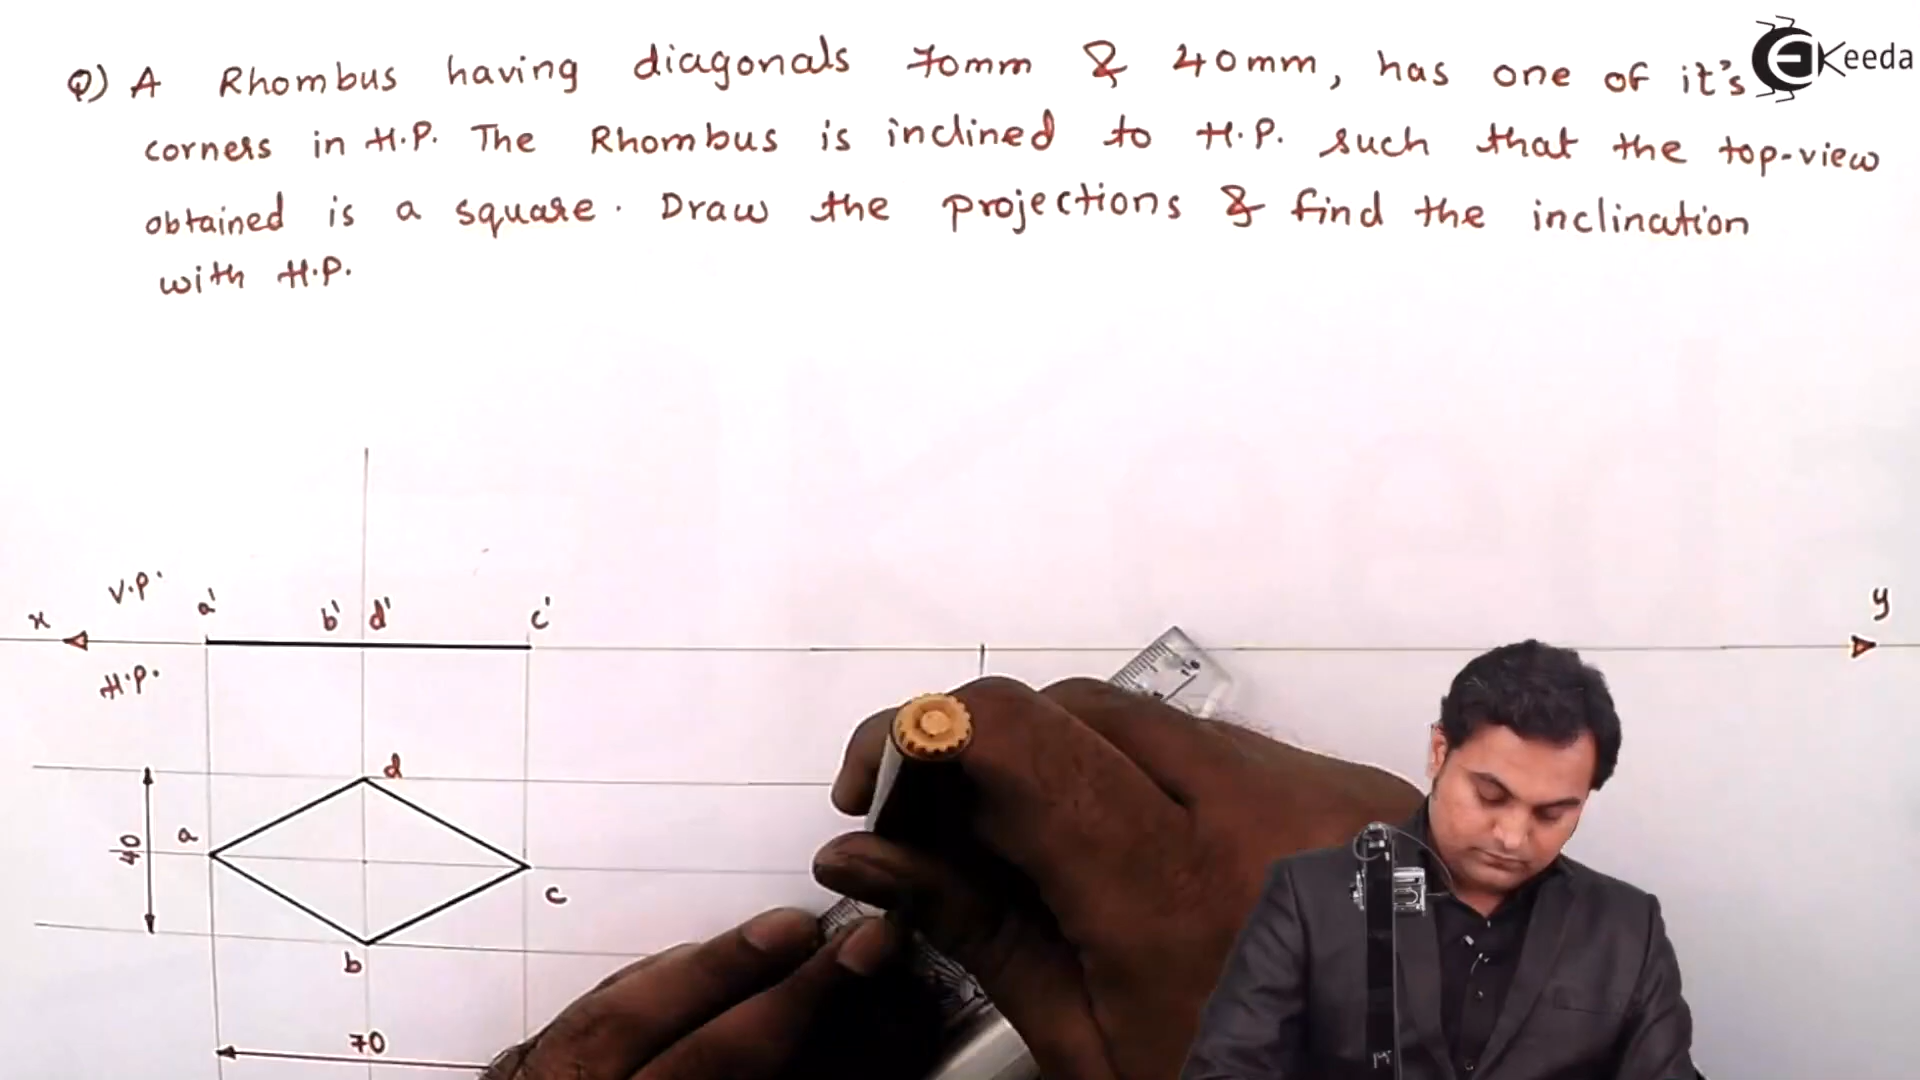 Q) A Rhombus having diagonals 70mm & 40mm, has one of it's
corners in H.P. The Rhombus is inclined to H.P. such that the top-view
obtained is a square. Draw the projections & find the inclination
with H.P.
Keeda
x
V.P.
a'
b'
d'
c'
y
H.P.
d
a
40
c
b
70